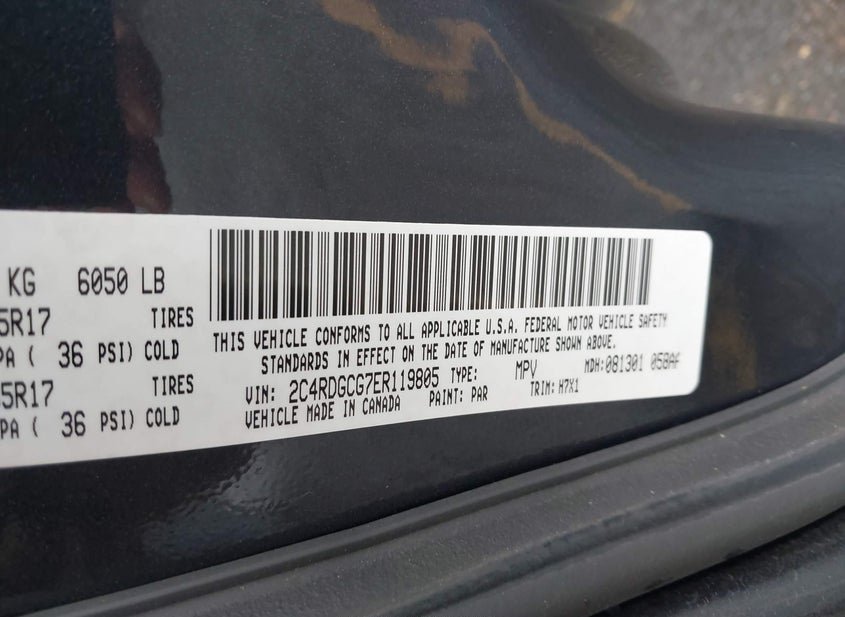 KG 6050 LB
5R17 TIRES
PA ( 36 PSI) COLD
5R17 TIRES
PA ( 36 PSI) COLD
THIS VEHICLE CONFORMS TO ALL APPLICABLE U.S.A. FEDERAL MOTOR VEHICLE SAFETY
STANDARDS IN EFFECT ON THE DATE OF MANUFACTURE SHOWN ABOVE.
VIN: 2C4RDGCG7ER119805 TYPE: MPV MDH:081301 058AF
VEHICLE MADE IN CANADA PAINT: PAR TRIM: H7X1